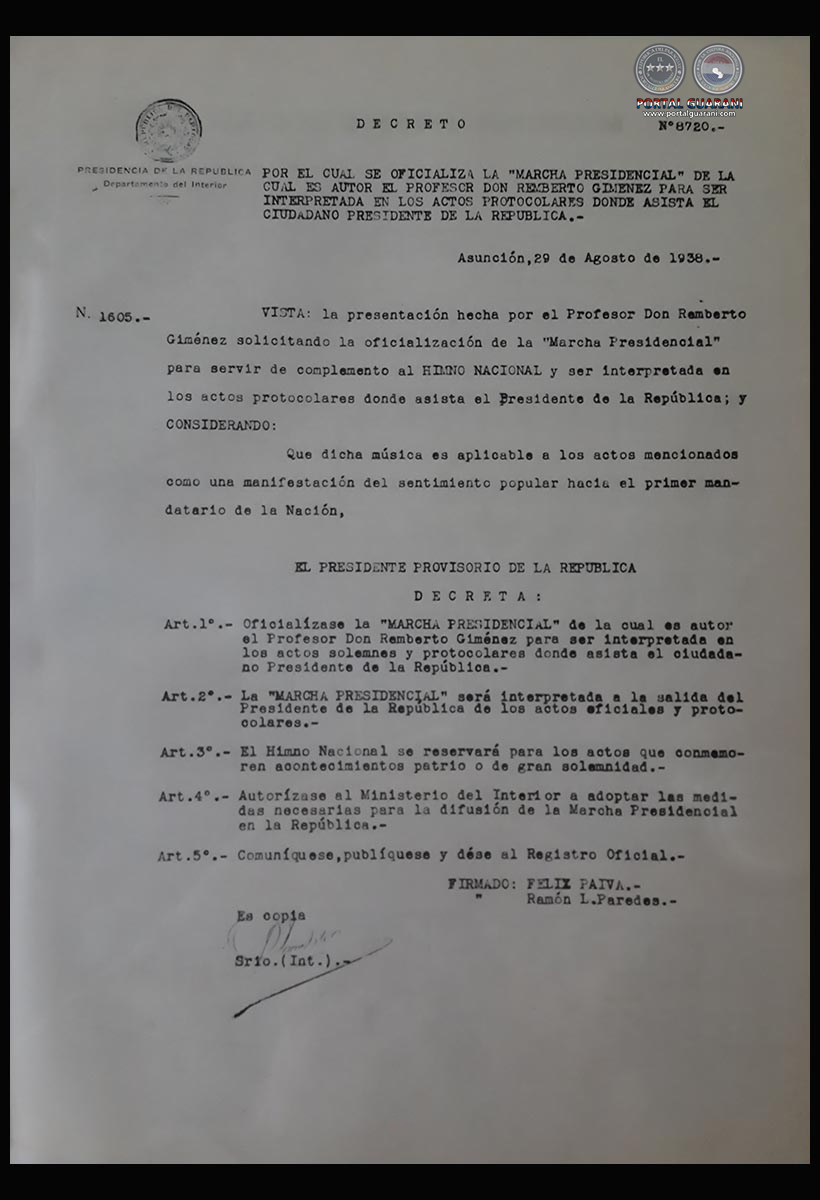 PORTAL GUARANI
www.portalguarani.com
DECRETO
Nº8720.-
PRESIDENCIA DE LA REPUBLICA
Departamento del Interior
POR EL CUAL SE OFICIALIZA LA "MARCHA PRESIDENCIAL" DE LA
CUAL ES AUTOR EL PROFESOR DON REMBERTO GIMENEZ PARA SER
INTERPRETADA EN LOS ACTOS PROTOCOLARES DONDE ASISTA EL
CIUDADANO PRESIDENTE DE LA REPUBLICA.-
Asunción,29 de Agosto de 1938.-
N. 1605.-
VISTA: la presentación hecha por el Profesor Don Remberto
Giménez solicitando la oficialización de la "Marcha Presidencial"
para servir de complemento al HIMNO NACIONAL y ser interpretada en
los actos protocolares donde asista el Presidente de la República; y
CONSIDERANDO:
Que dicha música es aplicable a los actos mencionados
como una manifestación del sentimiento popular hacia el primer man-
datario de la Nación,
EL PRESIDENTE PROVISORIO DE LA REPUBLICA
DECRETA:
Art.1º.- Oficialízase la "MARCHA PRESIDENCIAL" de la cual es autor
el Profesor Don Remberto Giménez para ser interpretada en
los actos solemnes y protocolares donde asista el ciudada-
no Presidente de la República.-
Art.2º.- La "MARCHA PRESIDENCIAL" será interpretada a la salida del
Presidente de la República de los actos oficiales y proto-
colares.-
Art.3º.- El Himno Nacional se reservará para los actos que conmemo-
ren acontecimientos patrio o de gran solemnidad.-
Art.4º.- Autorízase al Ministerio del Interior a adoptar las medi-
das necesarias para la difusión de la Marcha Presidencial
en la República.-
Art.5º.- Comuníquese,publíquese y dése al Registro Oficial.-
FIRMADO: FELIX PAIVA.-
" Ramón L.Paredes.-
Es copia
Srio.(Int.).-